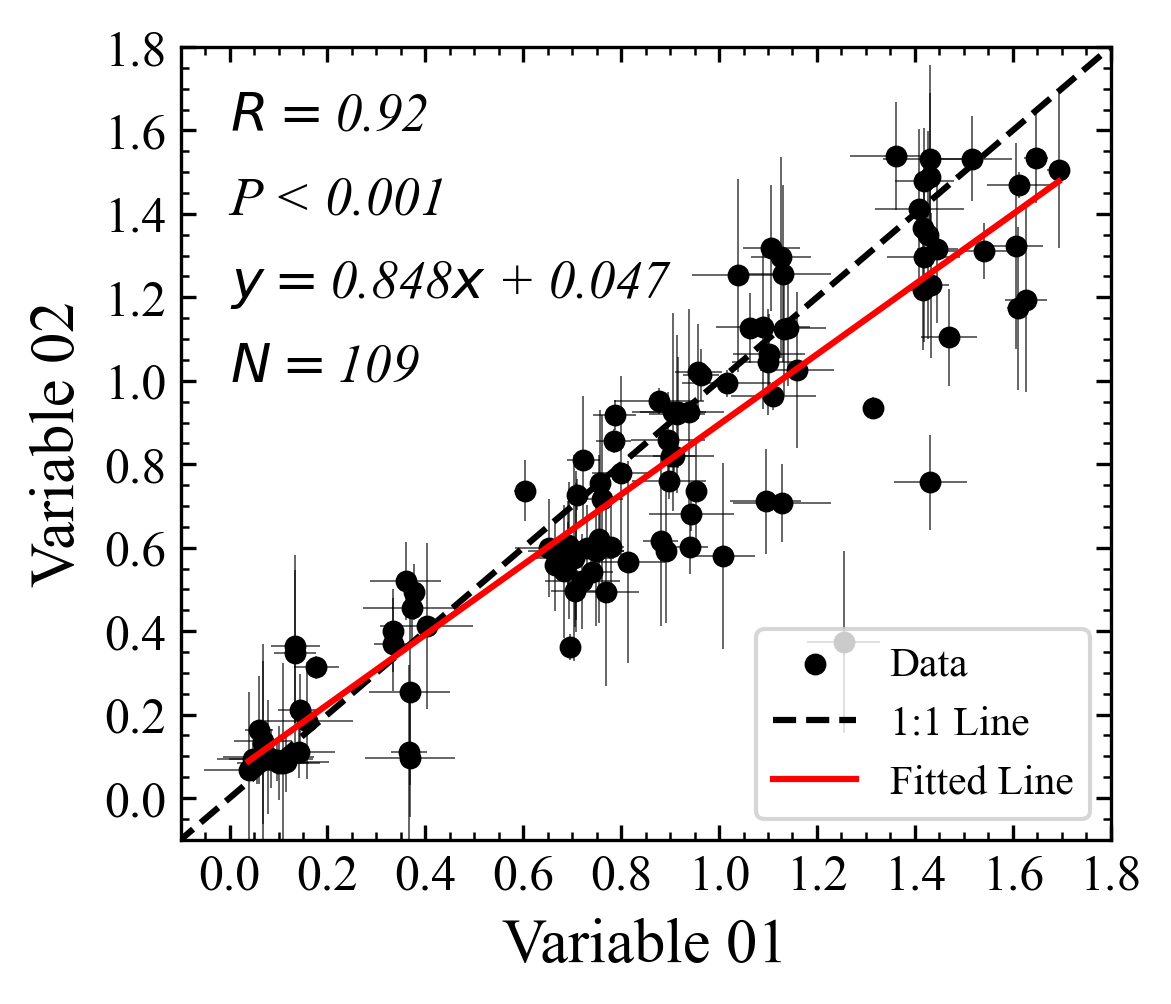 1.8
1.6
1.4
1.2
1.0
0.8
0.6
0.4
0.2
0.0
Variable 02
R = 0.92
P < 0.001
y = 0.848x + 0.047
N = 109
Data
1:1 Line
Fitted Line
0.0 0.2 0.4 0.6 0.8 1.0 1.2 1.4 1.6 1.8
Variable 01